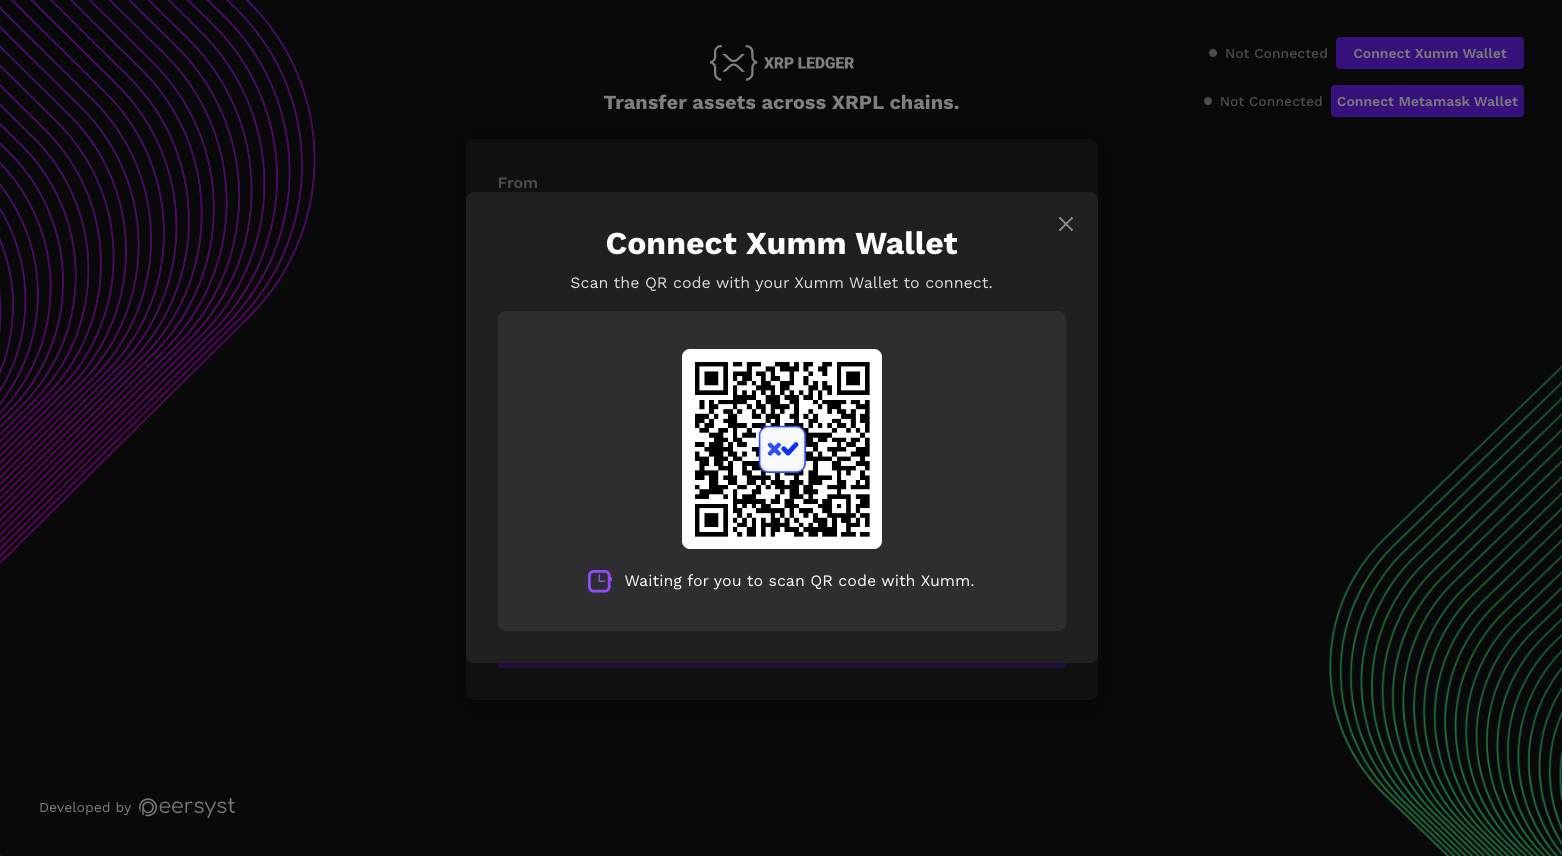 XRP LEDGER
Transfer assets across XRPL chains.
Not Connected
Connect Xumm Wallet
Not Connected
Connect Metamask Wallet
From
Connect Xumm Wallet
Scan the QR code with your Xumm Wallet to connect.
Waiting for you to scan QR code with Xumm.
Developed by Peersyst